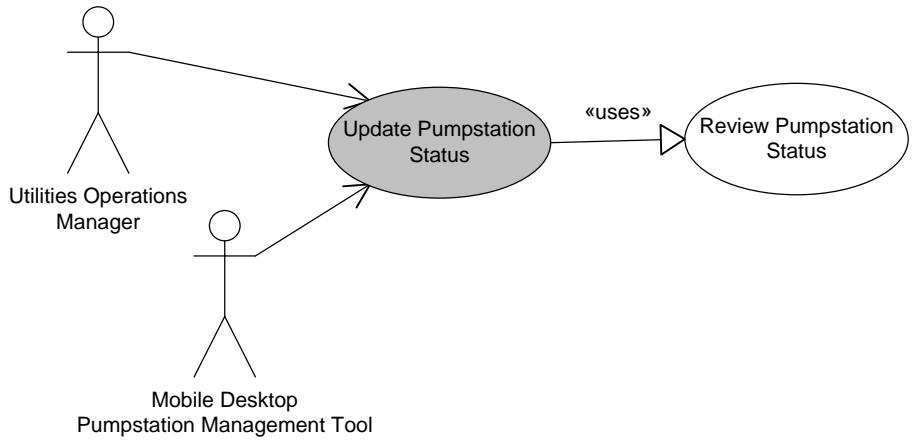 Update Pumpstation
Status
«uses»
Review Pumpstation
Status
Utilities Operations
Manager
Mobile Desktop
Pumpstation Management Tool